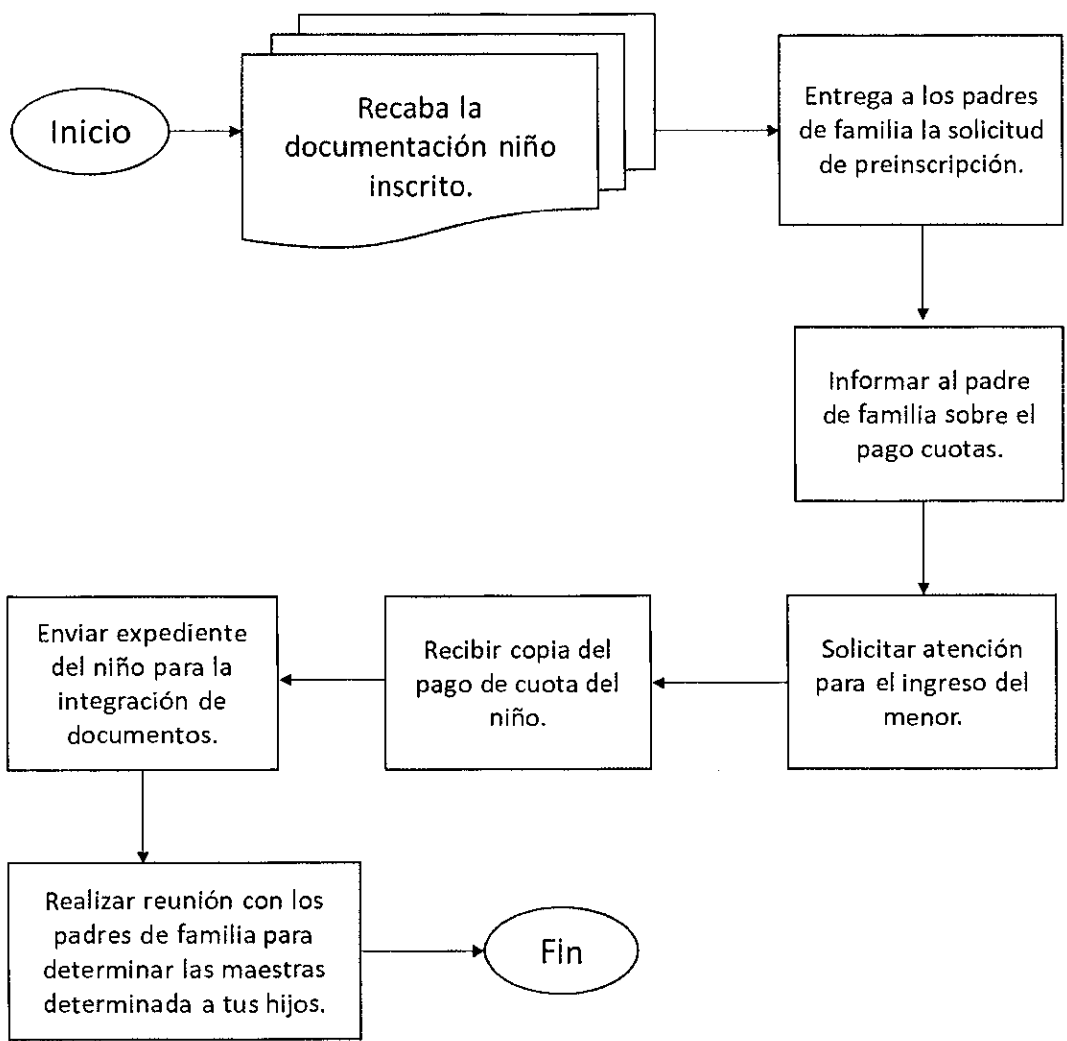 Inicio
Recaba la
documentación niño
inscrito.
Entrega a los padres
de familia la solicitud
de preinscripción.
Informar al padre
de familia sobre el
pago cuotas.
Solicitar atención
para el ingreso del
menor.
Recibir copia del
pago de cuota del
niño.
Enviar expediente
del niño para la
integración de
documentos.
Realizar reunión con los
padres de familia para
determinar las maestras
determinada a tus hijos.
Fin